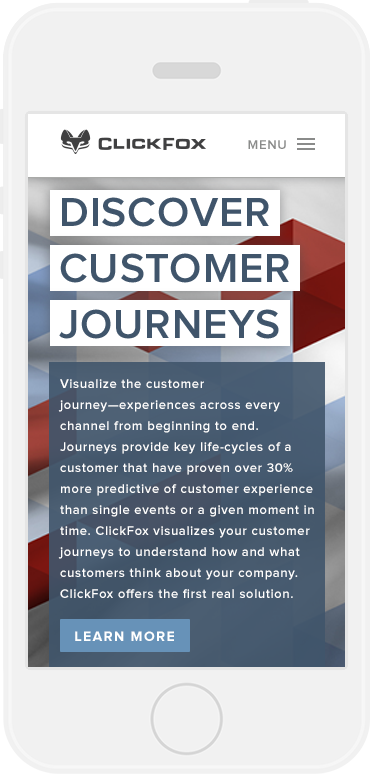 CLICKFOX
MENU
DISCOVER
CUSTOMER
JOURNEYS
Visualize the customer
journey—experiences across every
channel from beginning to end.
Journeys provide key life-cycles of a
customer that have proven over 30%
more predictive of customer experience
than single events or a given moment in
time. ClickFox visualizes your customer
journeys to understand how and what
customers think about your company.
ClickFox offers the first real solution.
LEARN MORE